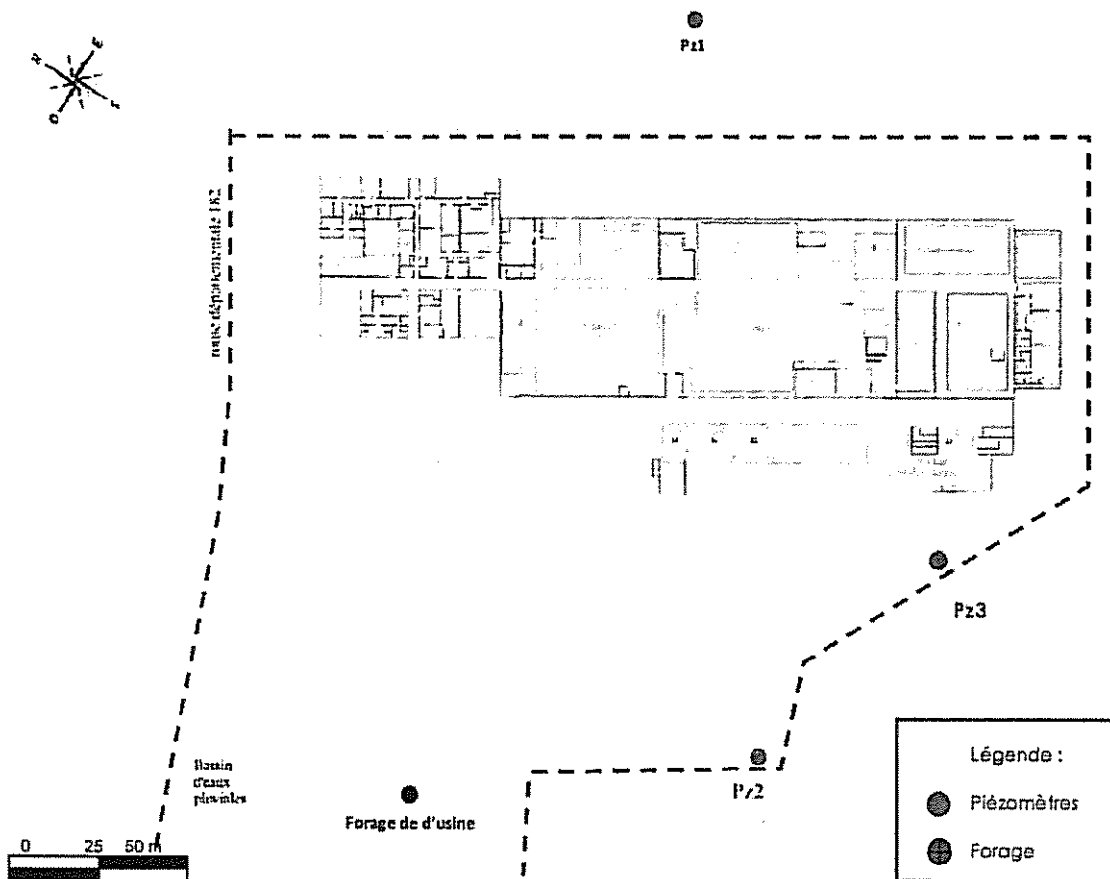 Pz1
N
E
O
S
route départementale 182
Pz3
Bassin
d'eaux
pluviales
Pz2
Forage de d'usine
0 25 50 m
Légende :
Piézomètres
Forage